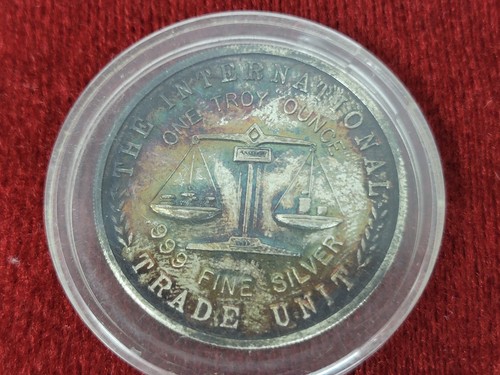 THE INTERNATIONAL
ONE TROY OUNCE
999 FINE SILVER
TRADE UNIT